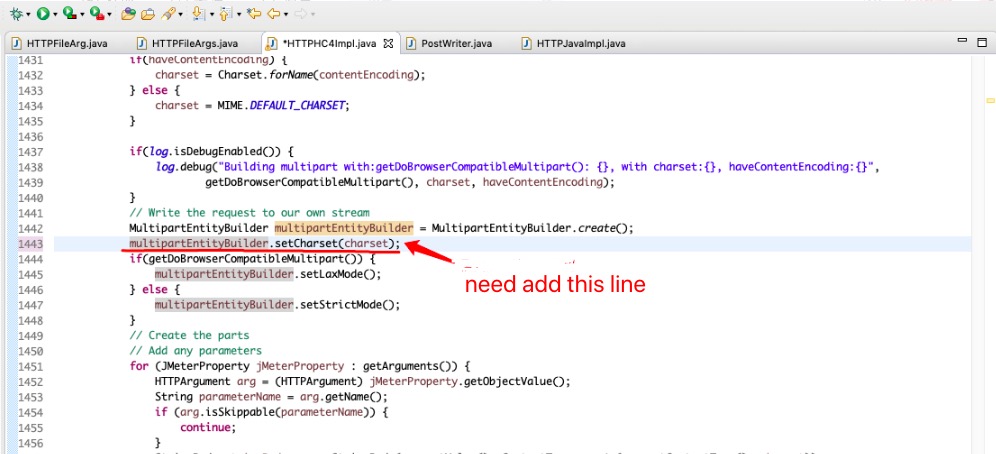 HTTPFileArg.java HTTPFileArgs.java *HTTPHC4Impl.java PostWriter.java HTTPJavaImpl.java
1431 if(haveContentEncoding) {
1432 charset = Charset.forName(contentEncoding);
1433 } else {
1434 charset = MIME.DEFAULT_CHARSET;
1435 }
1436
1437 if(log.isDebugEnabled()) {
1438 log.debug("Building multipart with:getDoBrowserCompatibleMultipart(): {}, with charset:{}, haveContentEncoding:{}",
1439 getDoBrowserCompatibleMultipart(), charset, haveContentEncoding);
1440 }
1441 // Write the request to our own stream
1442 MultipartEntityBuilder multipartEntityBuilder = MultipartEntityBuilder.create();
1443 multipartEntityBuilder.setCharset(charset);
1444 if(getDoBrowserCompatibleMultipart()) {
1445 multipartEntityBuilder.setLaxMode();
need add this line
1446 } else {
1447 multipartEntityBuilder.setStrictMode();
1448 }
1449 // Create the parts
1450 // Add any parameters
1451 for (JMeterProperty jMeterProperty : getArguments()) {
1452 HTTPArgument arg = (HTTPArgument) jMeterProperty.getObjectValue();
1453 String parameterName = arg.getName();
1454 if (arg.isSkippable(parameterName)) {
1455 continue;
1456 }